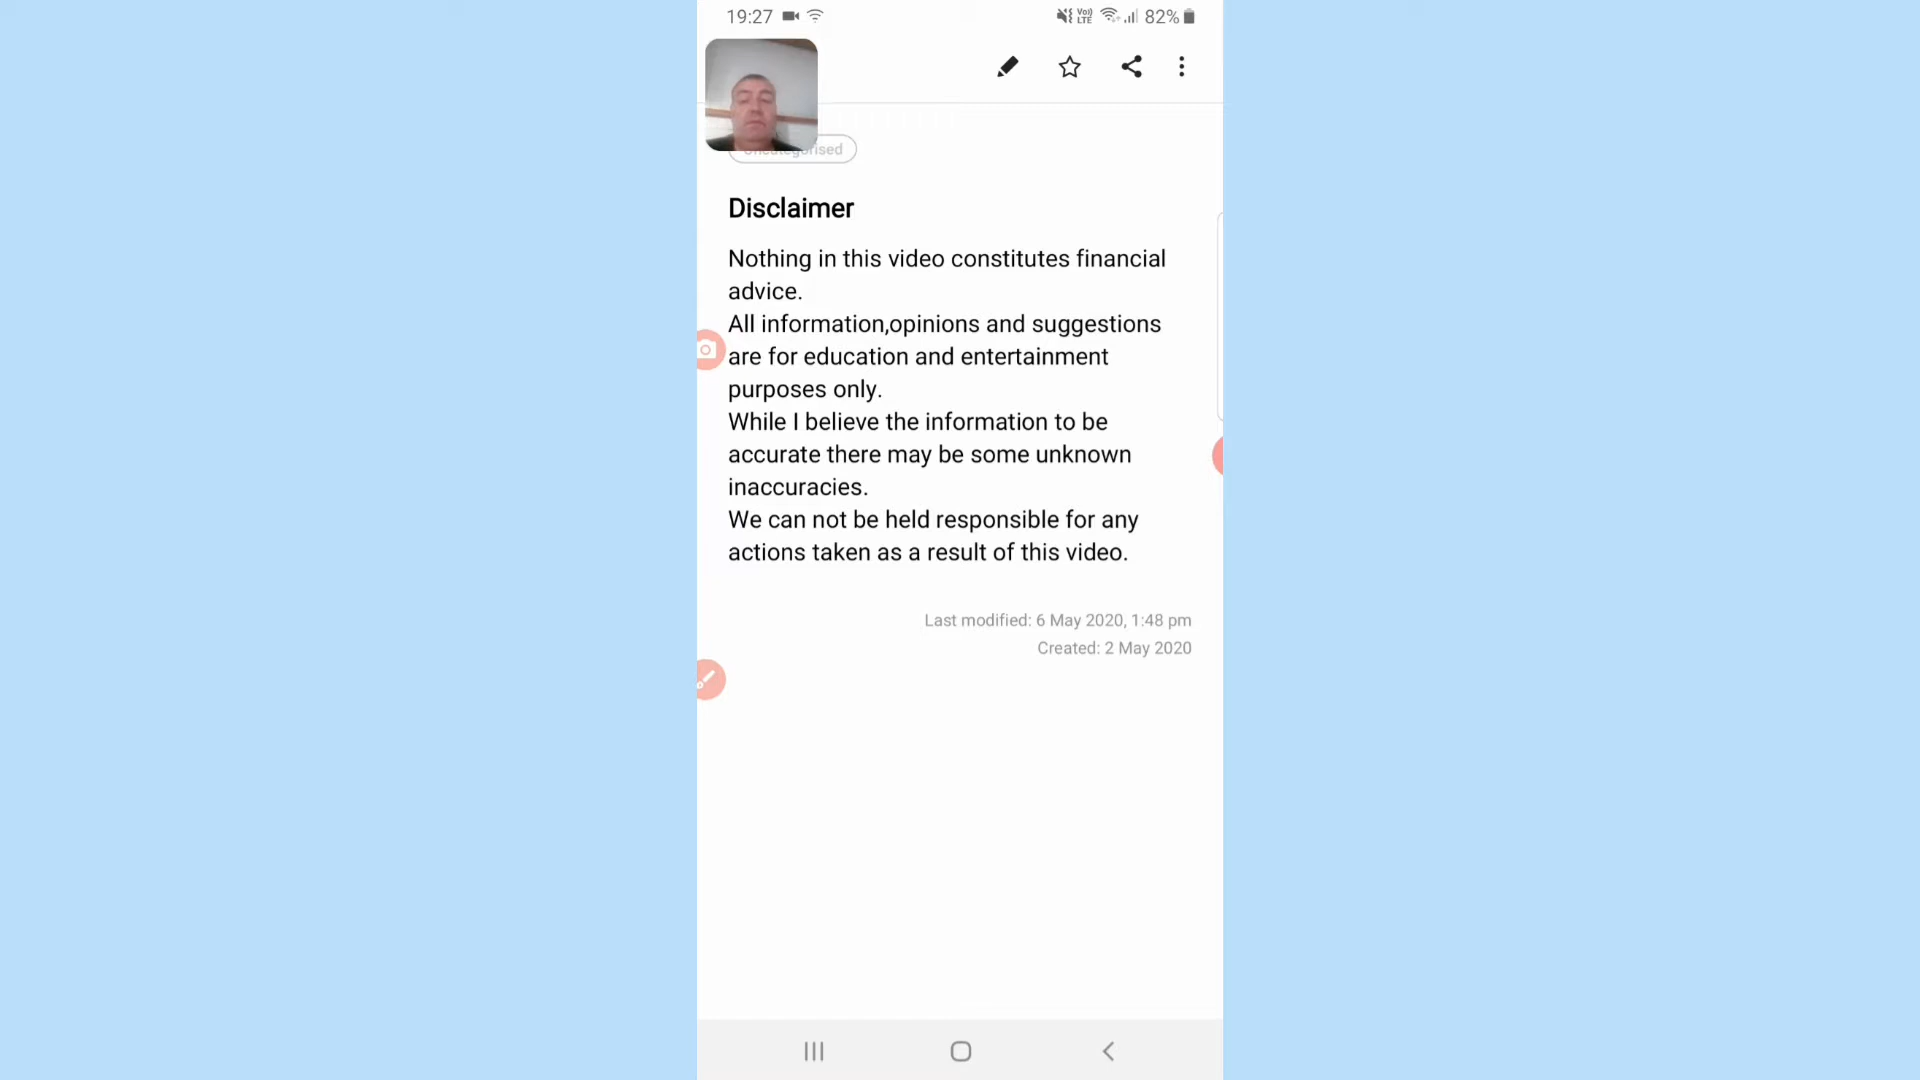 19:27
Vo)) LTE 82%
Uncategorised
Disclaimer
Nothing in this video constitutes financial
advice.
All information,opinions and suggestions
are for education and entertainment
purposes only.
While I believe the information to be
accurate there may be some unknown
inaccuracies.
We can not be held responsible for any
actions taken as a result of this video.
Last modified: 6 May 2020, 1:48 pm
Created: 2 May 2020